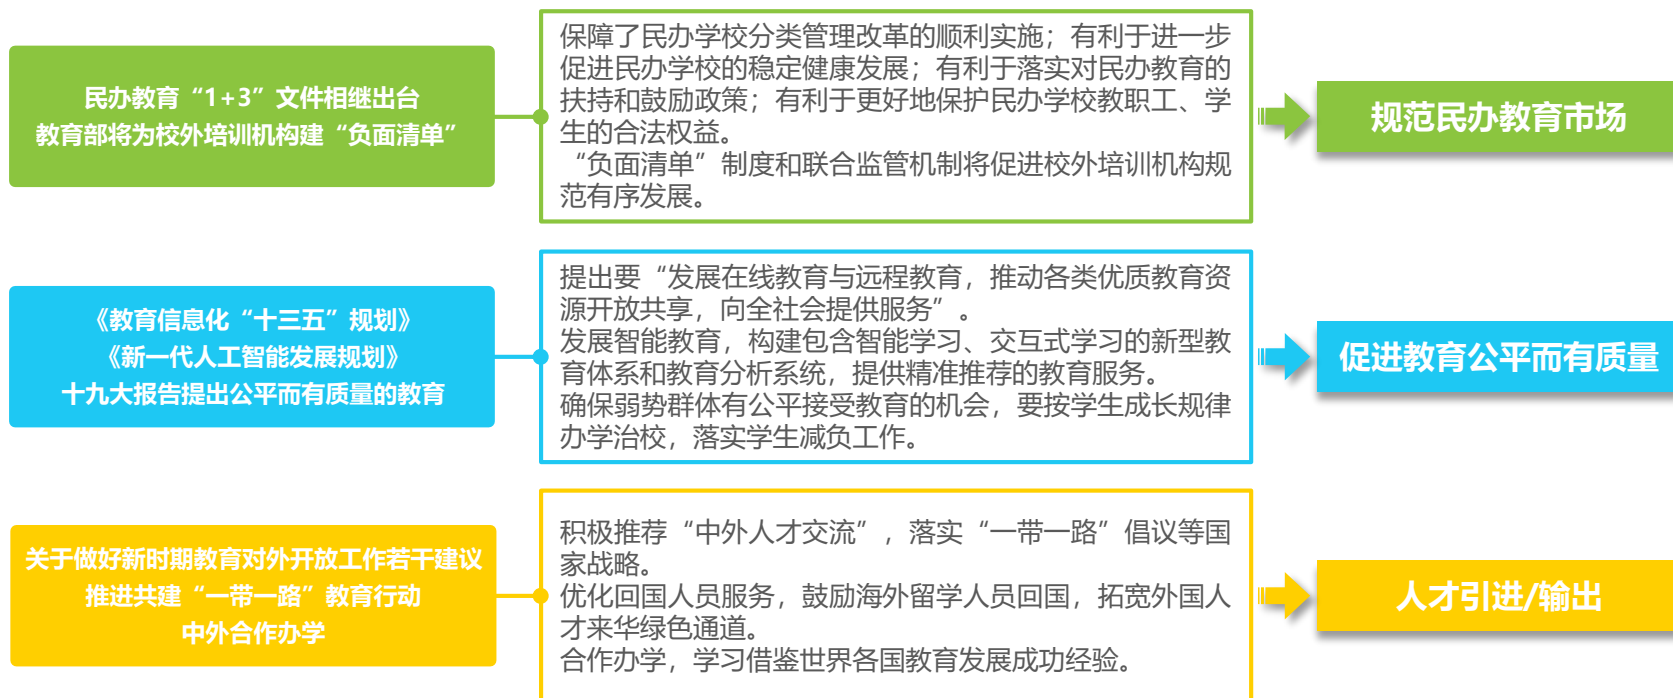 民办教育“1+3”文件相继出台
教育部将为校外培训机构建“负面清单”
保障了民办学校分类管理改革的顺利实施；有利于进一步
促进民办学校的稳定健康发展；有利于落实对民办教育的
扶持和鼓励政策；有利于更好地保护民办学校教职工、学
生的合法权益。
“负面清单”制度和联合监管机制将促进校外培训机构规
范有序发展。
规范民办教育市场
《教育信息化“十三五”规划》
《新一代人工智能发展规划》
十九大报告提出公平而有质量的教育
提出要“发展在线教育与远程教育，推动各类优质教育资
源开放共享，向全社会提供服务”。
发展智能教育，构建包含智能学习、交互式学习的新型教
育体系和教育分析系统，提供精准推荐的教育服务。
确保弱势群体有公平接受教育的机会，要按学生成长规律
办学治校，落实学生减负工作。
促进教育公平而有质量
关于做好新时期教育对外开放工作若干建议
推进共建“一带一路”教育行动
中外合作办学
积极推荐“中外人才交流”，落实“一带一路”倡议等国
家战略。
优化回国人员服务，鼓励海外留学人员回国，拓宽外国人
才来华绿色通道。
合作办学，学习借鉴世界各国教育发展成功经验。
人才引进/输出